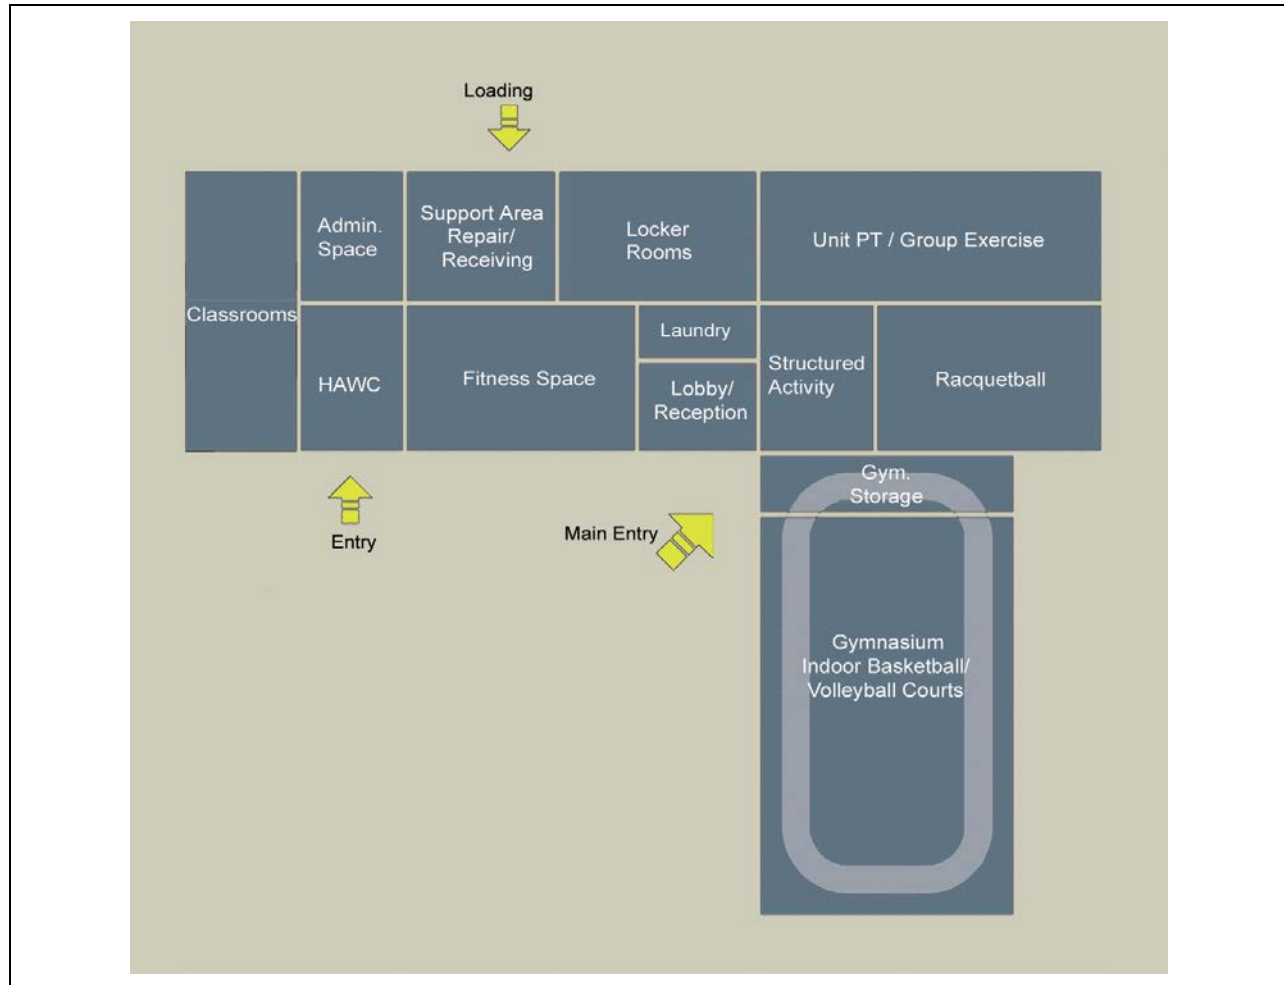 Loading
Admin.
Space
Support Area
Repair/
Receiving
Locker
Rooms
Unit PT / Group Exercise
Classrooms
HAWC
Fitness Space
Laundry
Lobby/
Reception
Structured
Activity
Racquetball
Gym.
Storage
Entry
Main Entry
Gymnasium
Indoor Basketball/
Volleyball Courts